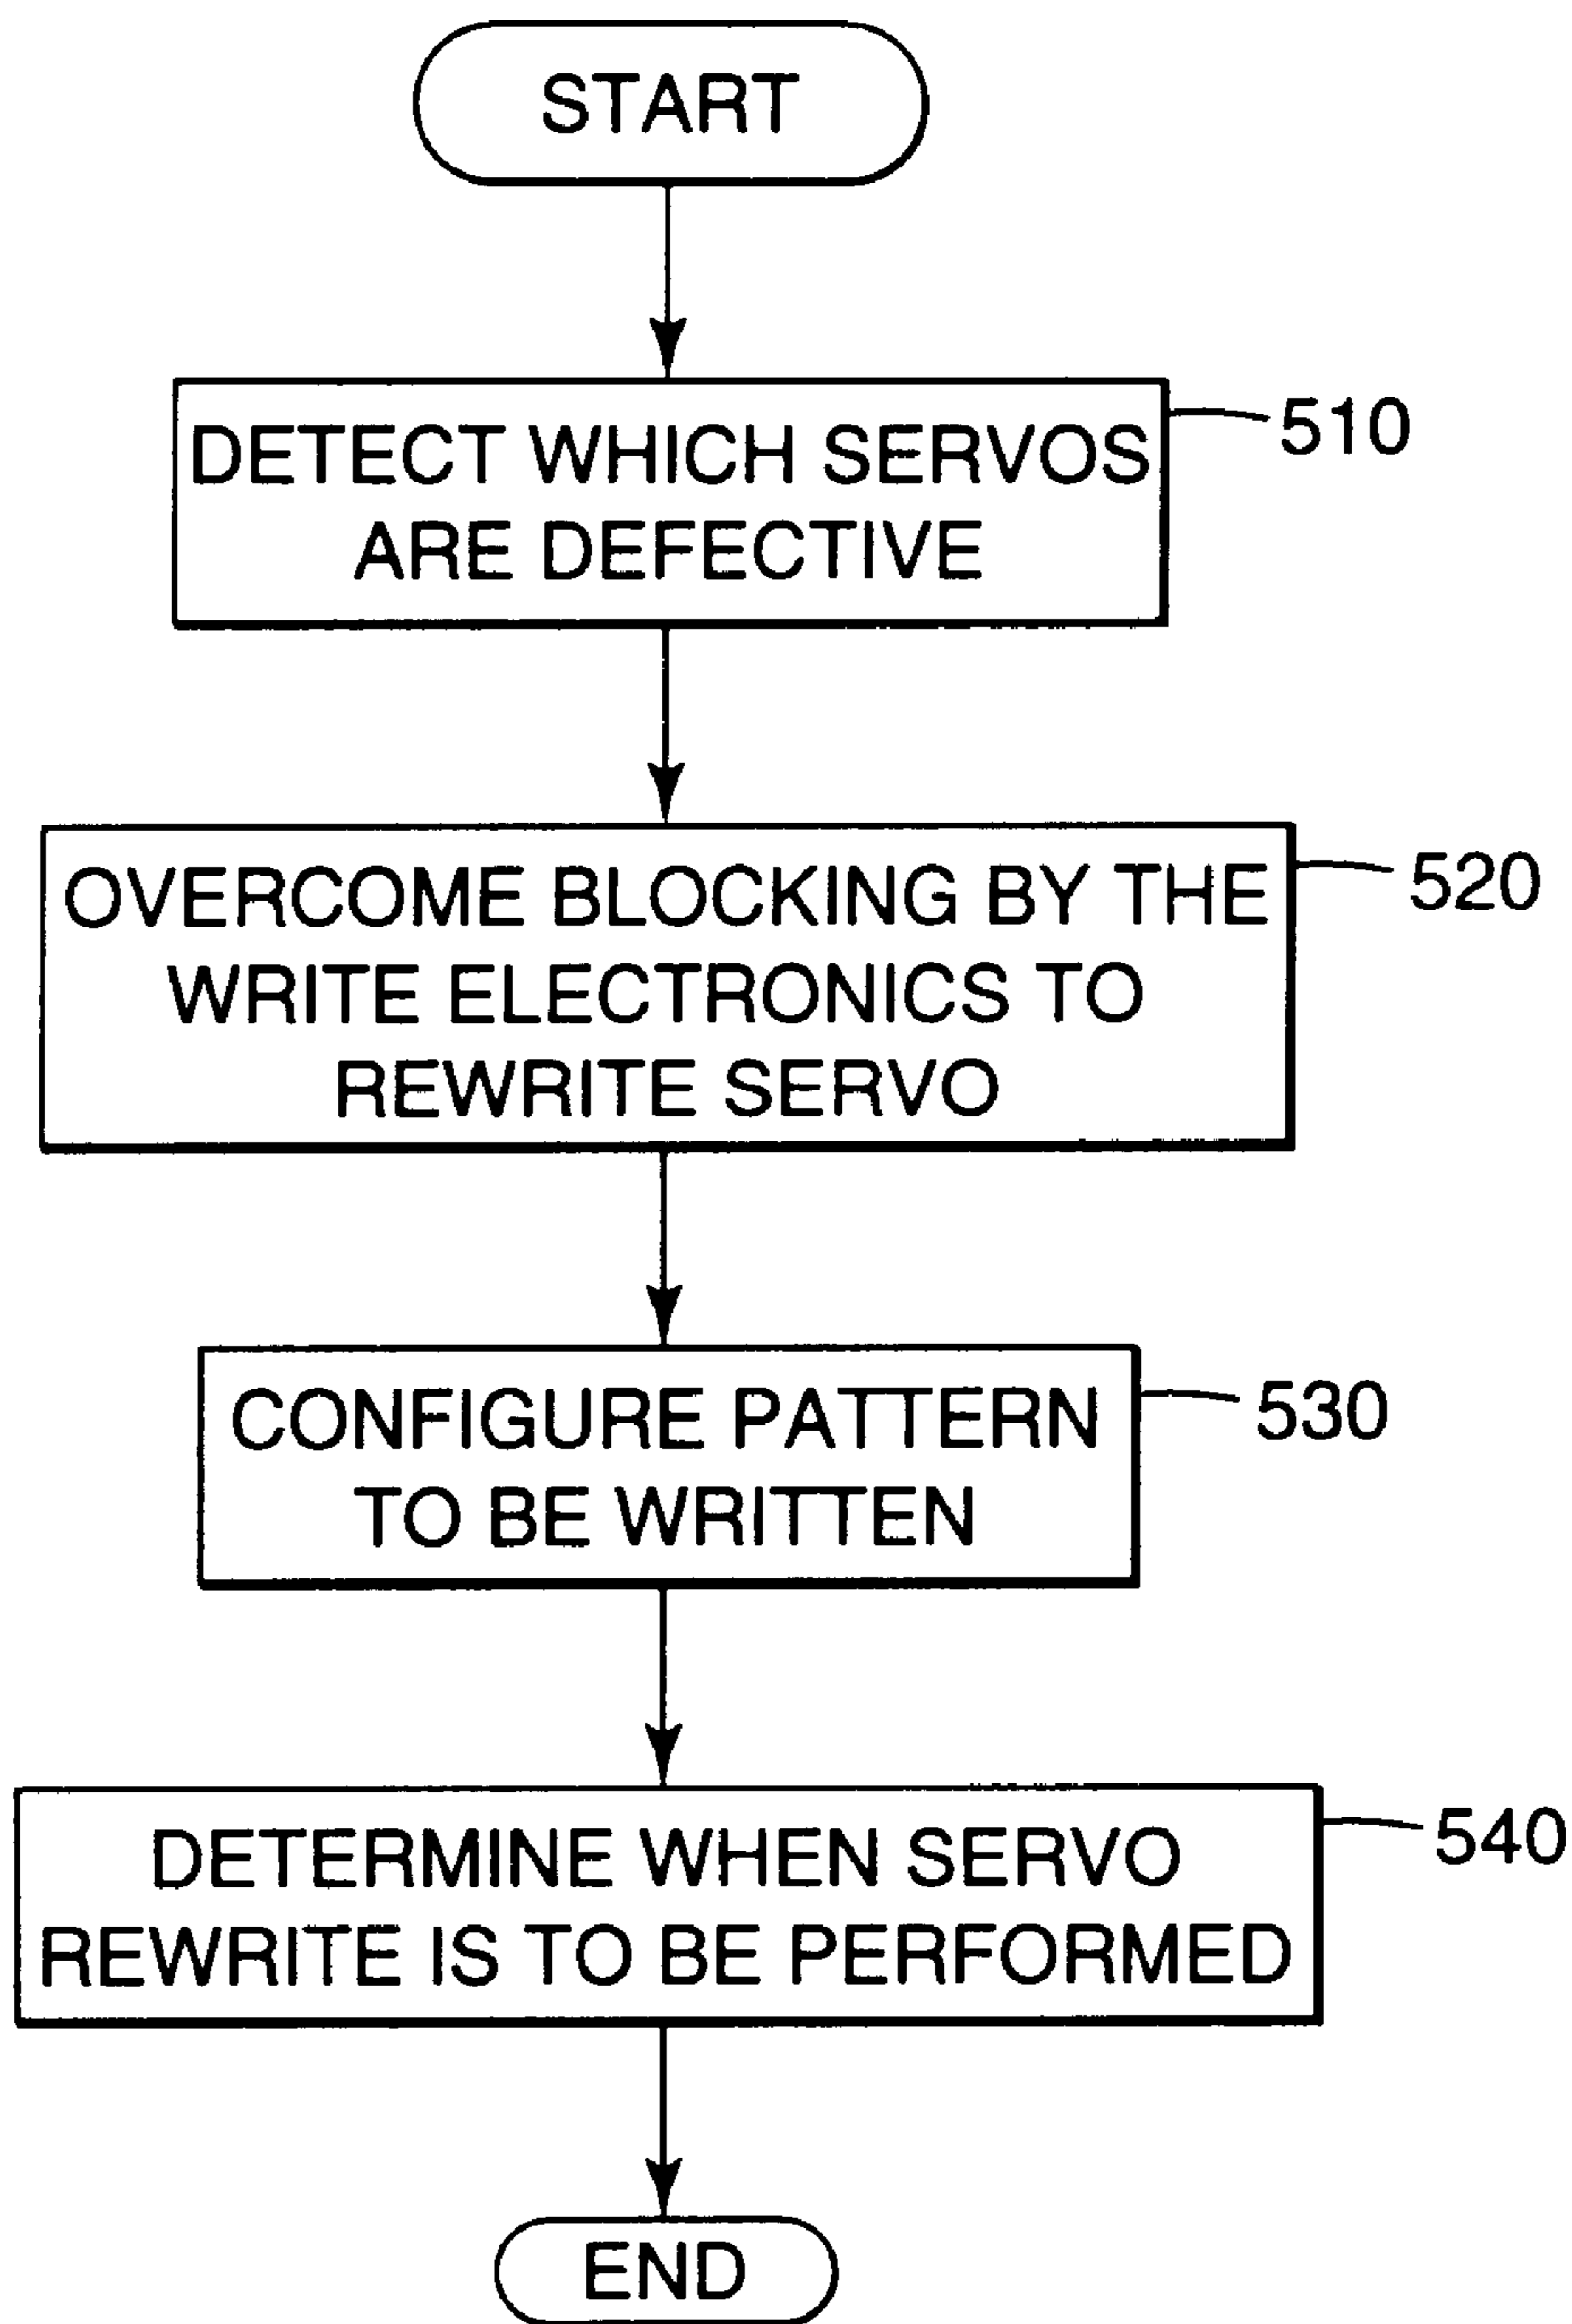 START
DETECT WHICH SERVOS
ARE DEFECTIVE
510
OVERCOME BLOCKING BY THE
WRITE ELECTRONICS TO
REWRITE SERVO
520
CONFIGURE PATTERN
TO BE WRITTEN
530
DETERMINE WHEN SERVO
REWRITE IS TO BE PERFORMED
540
END